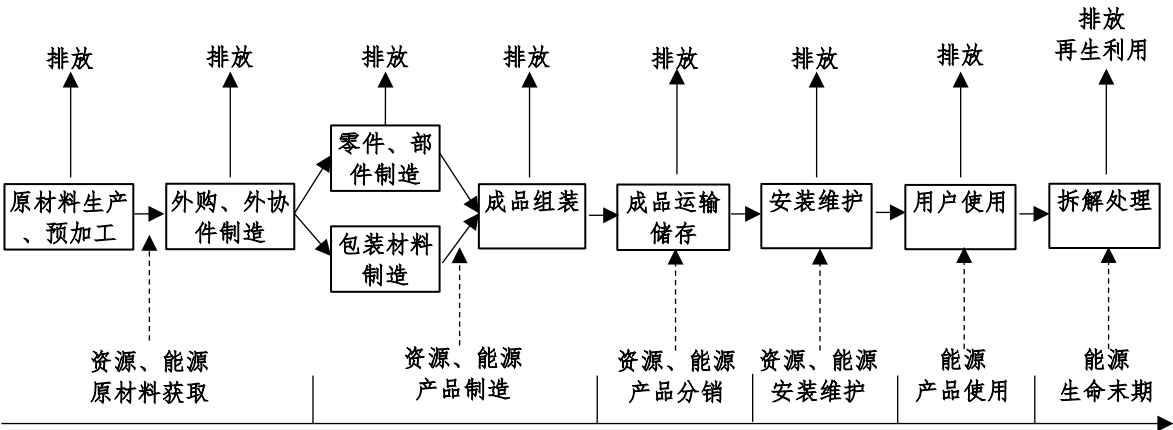 排放
再生利用
排放
排放
排放
排放
排放
排放
排放
原材料生产
、预加工
外购、外协
件制造
零件、部
件制造
包装材料
制造
成品组装
成品运输
储存
安装维护
用户使用
拆解处理
资源、能源
原材料获取
资源、能源
产品制造
资源、能源
产品分销
资源、能源
安装维护
能源
产品使用
能源
生命末期